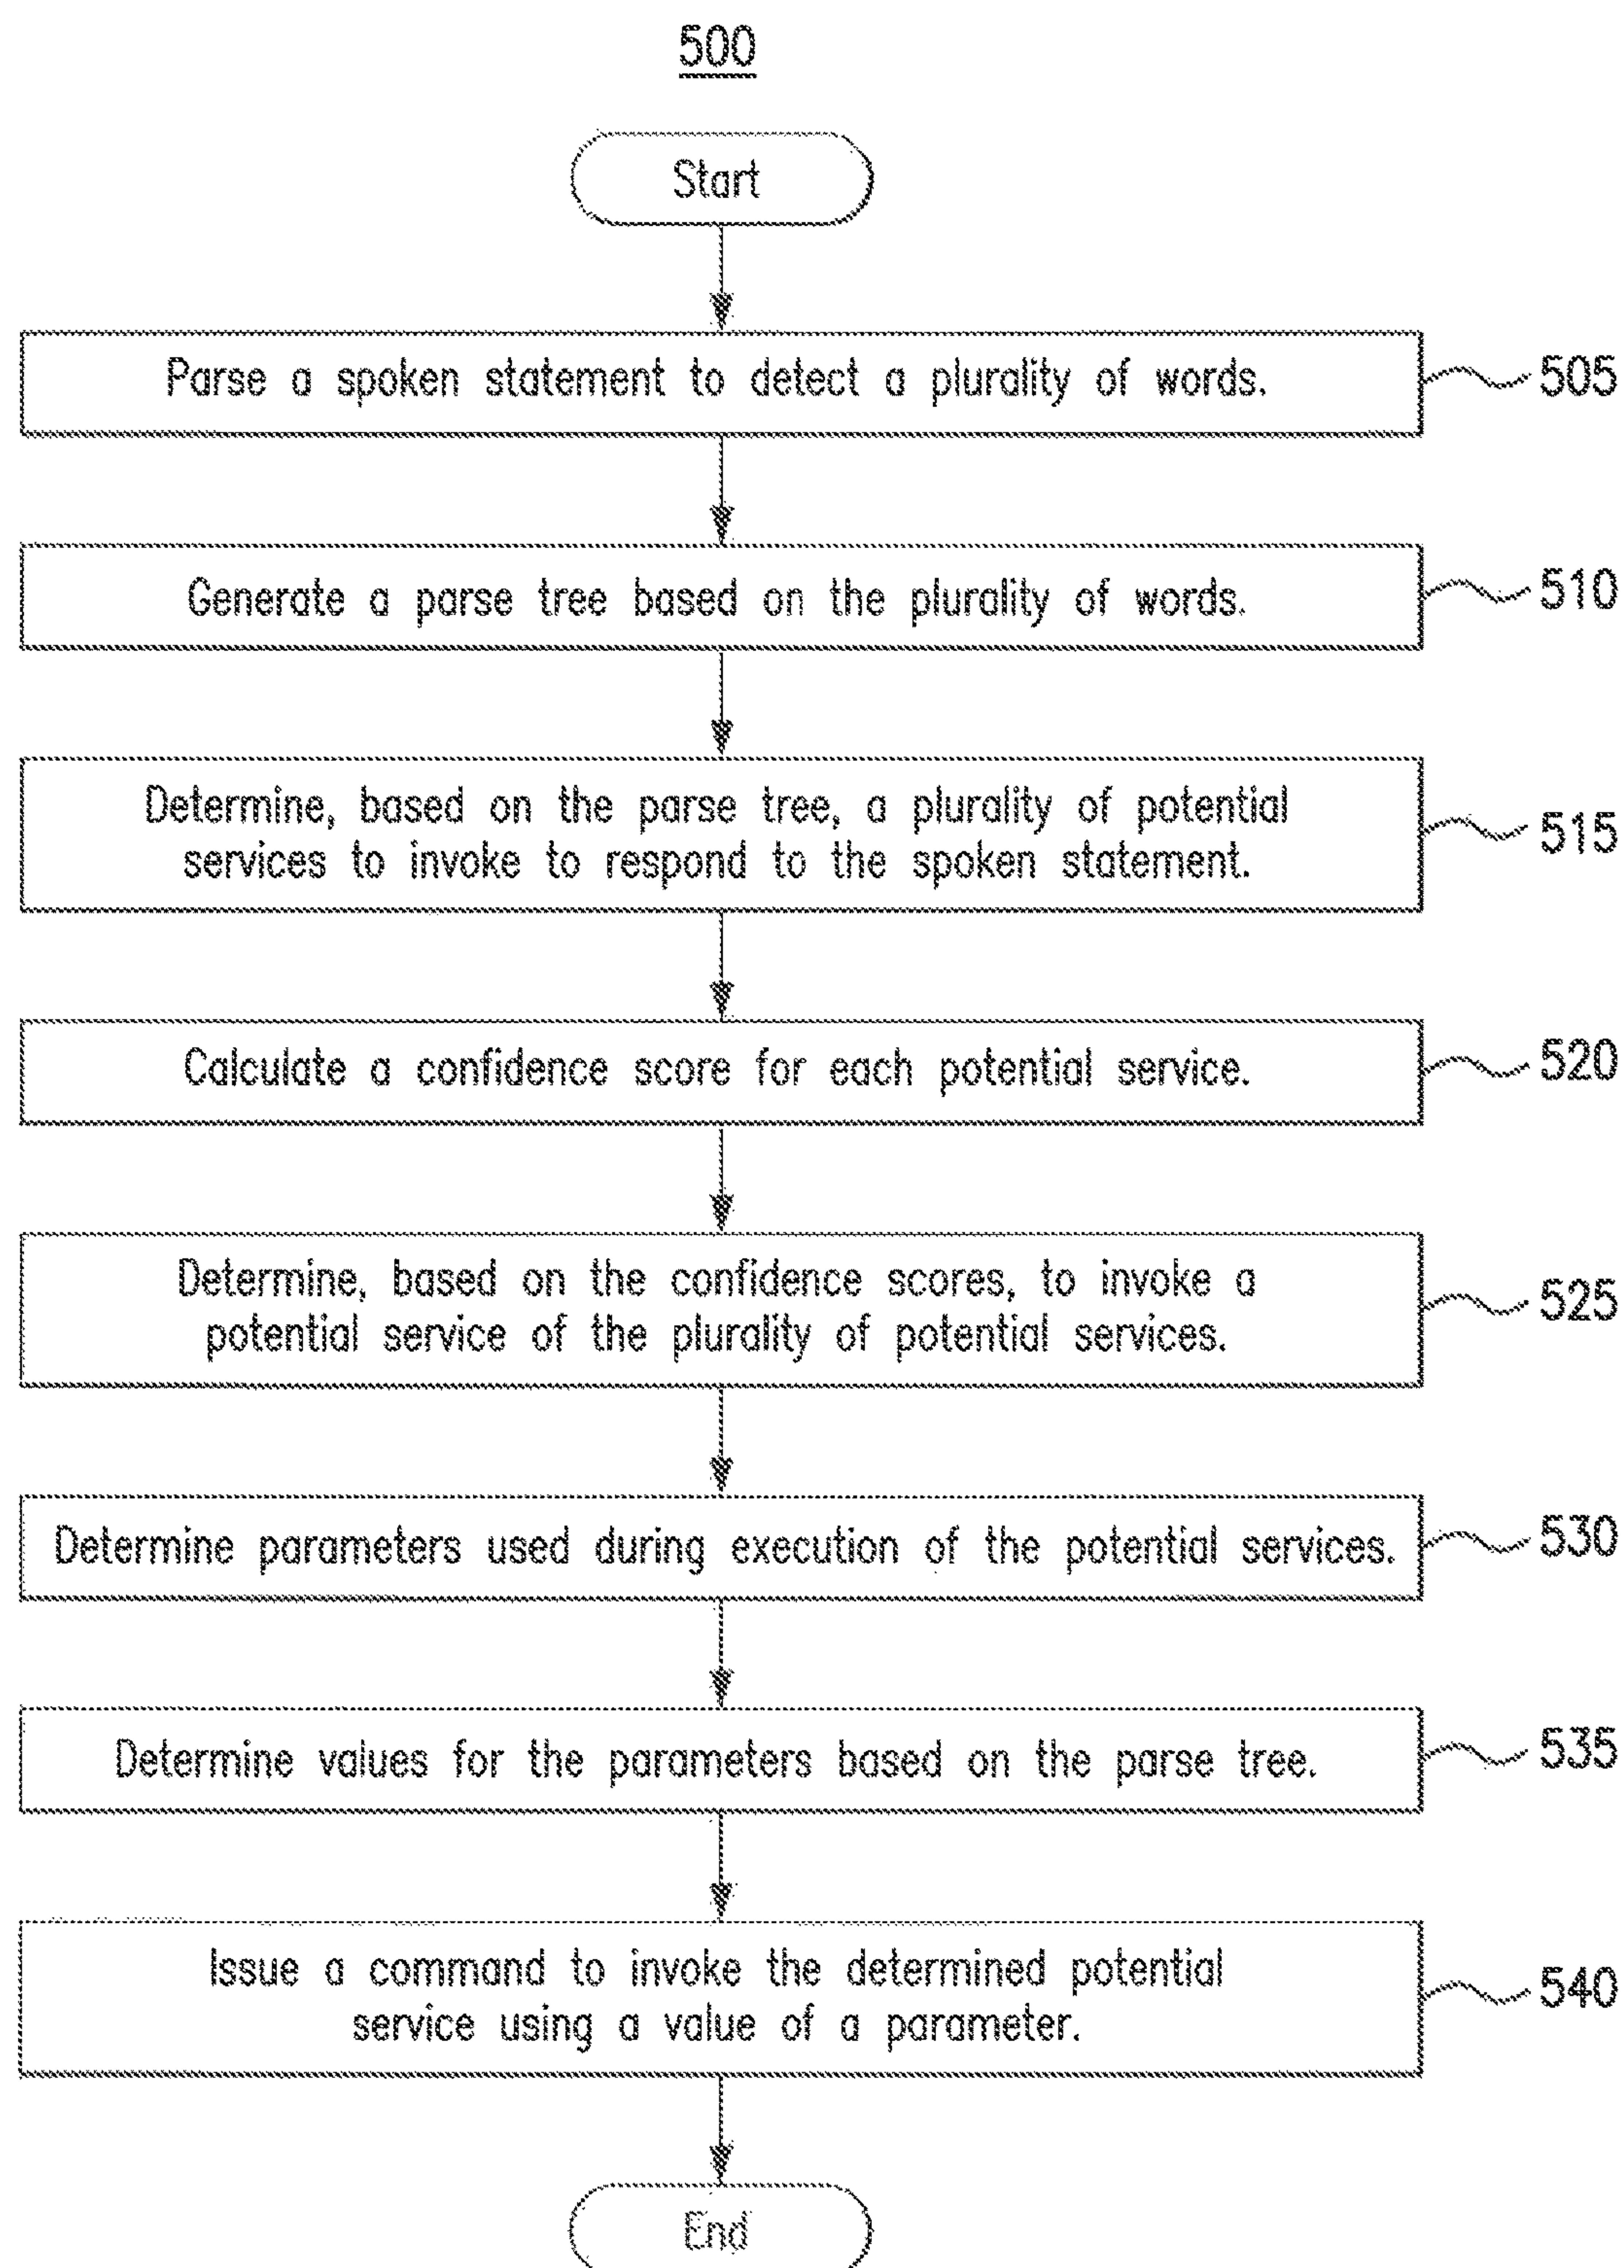 500
Start
Parse a spoken statement to detect a plurality of words.
505
Generate a parse tree based on the plurality of words.
510
Determine, based on the parse tree, a plurality of potential
services to invoke to respond to the spoken statement.
515
Calculate a confidence score for each potential service.
520
Determine, based on the confidence scores, to invoke a
potential service of the plurality of potential services.
525
Determine parameters used during execution of the potential services.
530
Determine values for the parameters based on the parse tree.
535
Issue a command to invoke the determined potential
service using a value of a parameter.
540
End